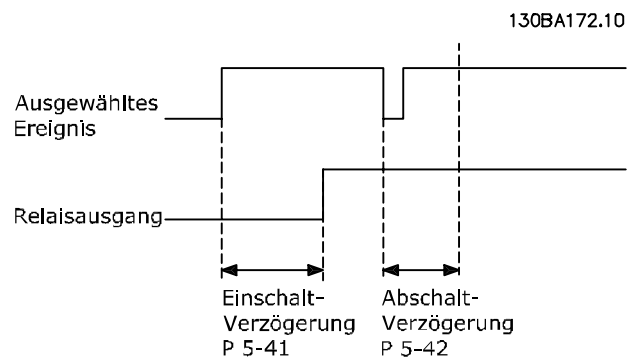 130BA172.10
Ausgewähltes
Ereignis
Relaisausgang
Einschalt-
Verzögerung
P 5-41
Abschalt-
Verzögerung
P 5-42